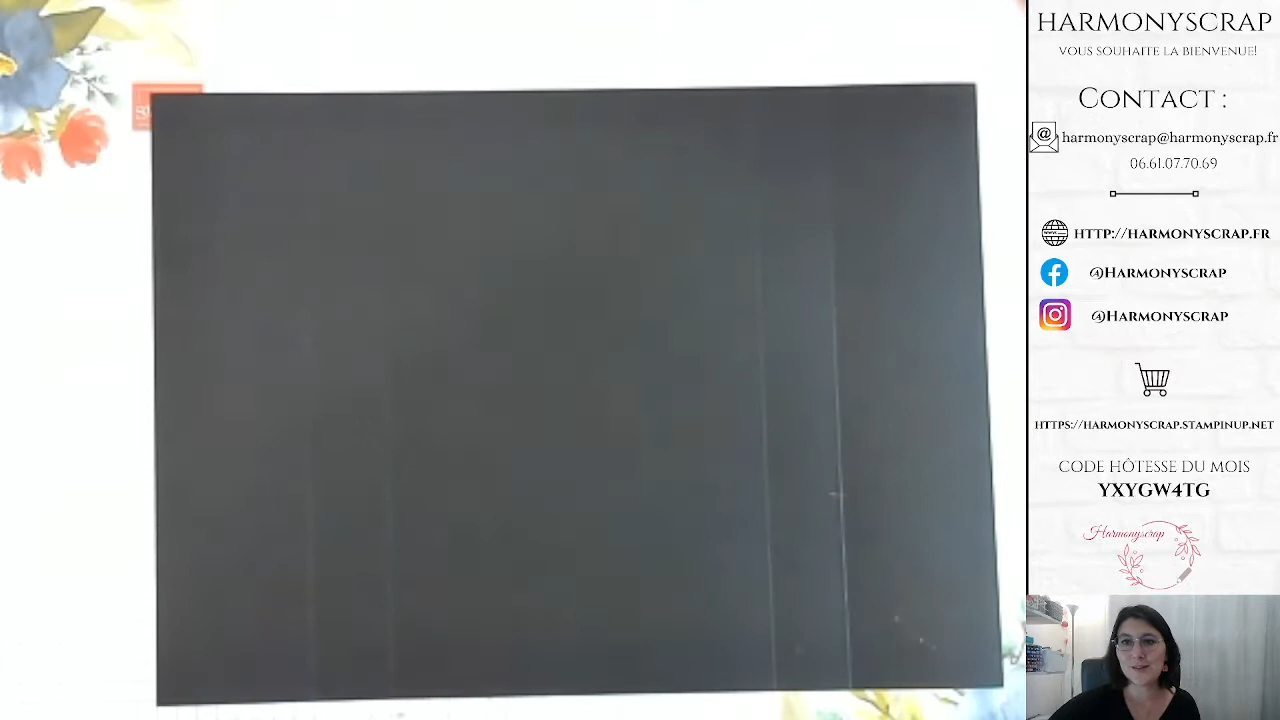 HARMONYSCRAP
VOUS SOUHAITE LA BIENVENUE!
CONTACT :
harmonyscrap@harmonyscrap.fr
06.61.07.70.69
HTTP://HARMONYSCRAP.FR
@HARMONYSCRAP
@HARMONYSCRAP
HTTPS://HARMONYSCRAP.STAMPINUP.NET
CODE HÔTESSE DU MOIS
YXYGW4TG
Harmonyscrap